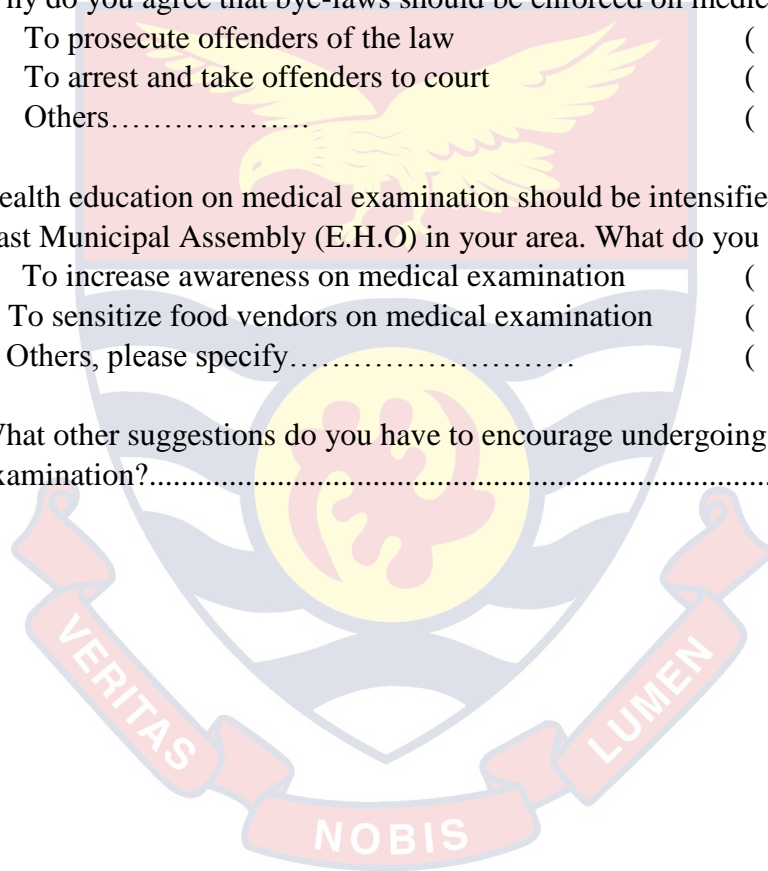 hy do you agree that bye-laws should be enforced on medic
To prosecute offenders of the law (
To arrest and take offenders to court (
Others……………….. (
ealth education on medical examination should be intensifie
ast Municipal Assembly (E.H.O) in your area. What do you
To increase awareness on medical examination (
To sensitize food vendors on medical examination (
Others, please specify……………………… (
What other suggestions do you have to encourage undergoing
xamination?..............................................................................
VERITAS
NOBIS
LUMEN